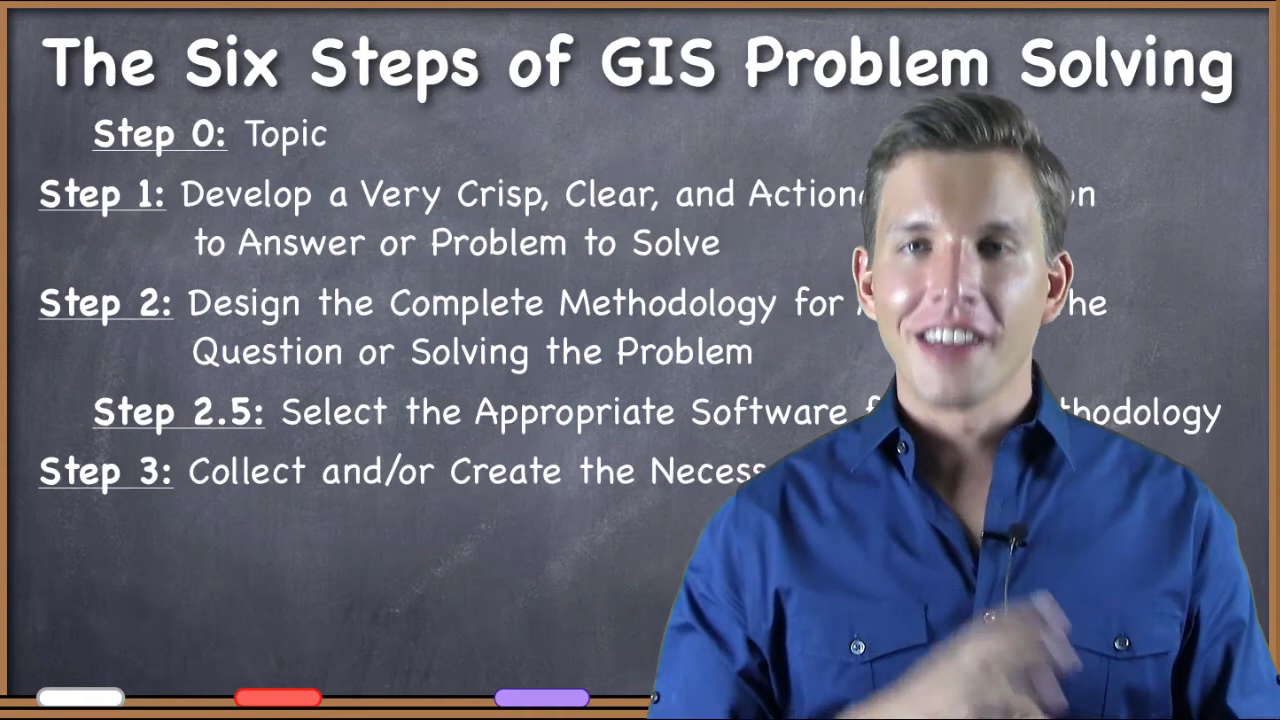 The Six Steps of GIS Problem Solving
Step 0: Topic
Step 1: Develop a Very Crisp, Clear, and
to Answer or Problem to Solve
Step 2: Design the Complete Methodology for
Question or Solving the Problem
Step 2.5: Select the Appropriate Software
Step 3: Collect and/or Create the